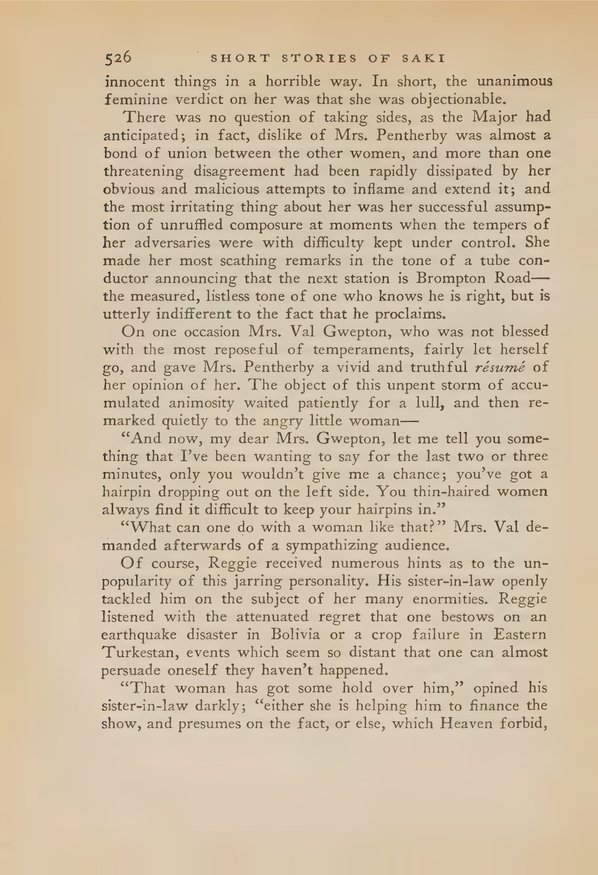 526 SHORT STORIES OF SAKI
innocent things in a horrible way. In short, the unanimous
feminine verdict on her was that she was objectionable.
There was no question of taking sides, as the Major had
anticipated; in fact, dislike of Mrs. Pentherby was almost a
bond of union between the other women, and more than one
threatening disagreement had been rapidly dissipated by her
obvious and malicious attempts to inflame and extend it; and
the most irritating thing about her was her successful assump-
tion of unruffled composure at moments when the tempers of
her adversaries were with difficulty kept under control. She
made her most scathing remarks in the tone of a tube con-
ductor announcing that the next station is Brompton Road—
the measured, listless tone of one who knows he is right, but is
utterly indifferent to the fact that he proclaims.
On one occasion Mrs. Val Gwepton, who was not blessed
with the most reposeful of temperaments, fairly let herself
go, and gave Mrs. Pentherby a vivid and truthful résumé of
her opinion of her. The object of this unpent storm of accu-
mulated animosity waited patiently for a lull, and then re-
marked quietly to the angry little woman—
“And now, my dear Mrs. Gwepton, let me tell you some-
thing that I’ve been wanting to say for the last two or three
minutes, only you wouldn’t give me a chance; you’ve got a
hairpin dropping out on the left side. You thin-haired women
always find it difficult to keep your hairpins in.”
“What can one do with a woman like that?” Mrs. Val de-
manded afterwards of a sympathizing audience.
Of course, Reggie received numerous hints as to the un-
popularity of this jarring personality. His sister-in-law openly
tackled him on the subject of her many enormities. Reggie
listened with the attenuated regret that one bestows on an
earthquake disaster in Bolivia or a crop failure in Eastern
Turkestan, events which seem so distant that one can almost
persuade oneself they haven’t happened.
“That woman has got some hold over him,” opined his
sister-in-law darkly; “either she is helping him to finance the
show, and presumes on the fact, or else, which Heaven forbid,